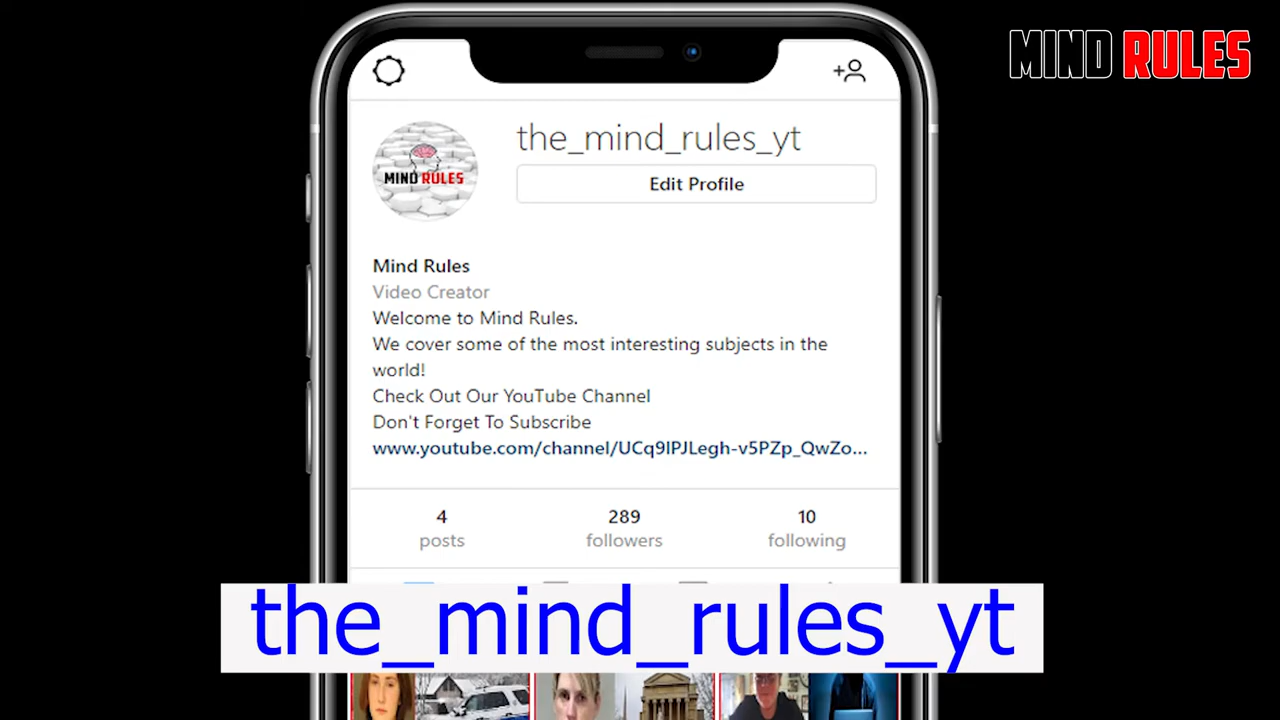 MIND RULES
the_mind_rules_yt
MIND RULES
Edit Profile
Mind Rules
Video Creator
Welcome to Mind Rules.
We cover some of the most interesting subjects in the
world!
Check Out Our YouTube Channel
Don't Forget To Subscribe
www.youtube.com/channel/UCq9lPJLegh-v5PZp_QwZo...
4 289 10
posts followers following
the_mind_rules_yt